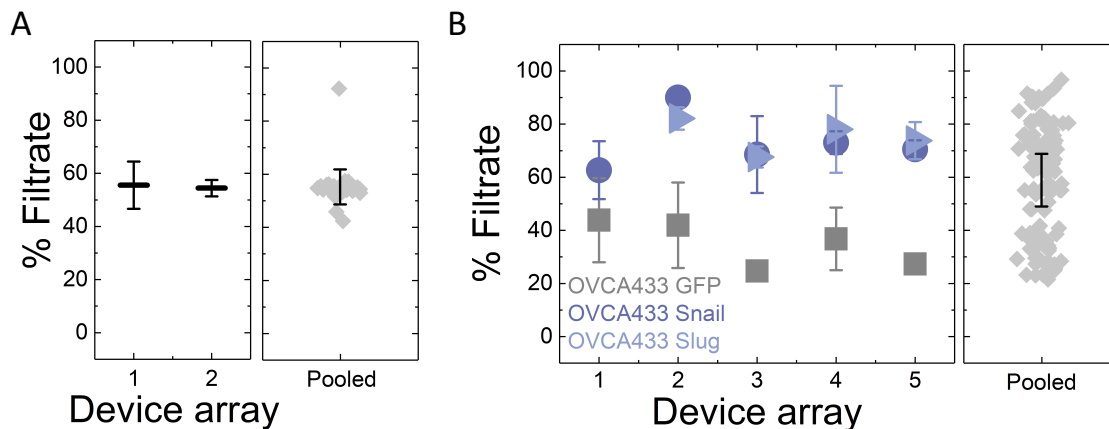 A
% Filtrate
100
80
60
40
20
0
1
2
Pooled
Device array
B
% Filtrate
100
80
60
40
20
0
OVCA433 GFP
OVCA433 Snail
OVCA433 Slug
1
2
3
4
5
Pooled
Device array